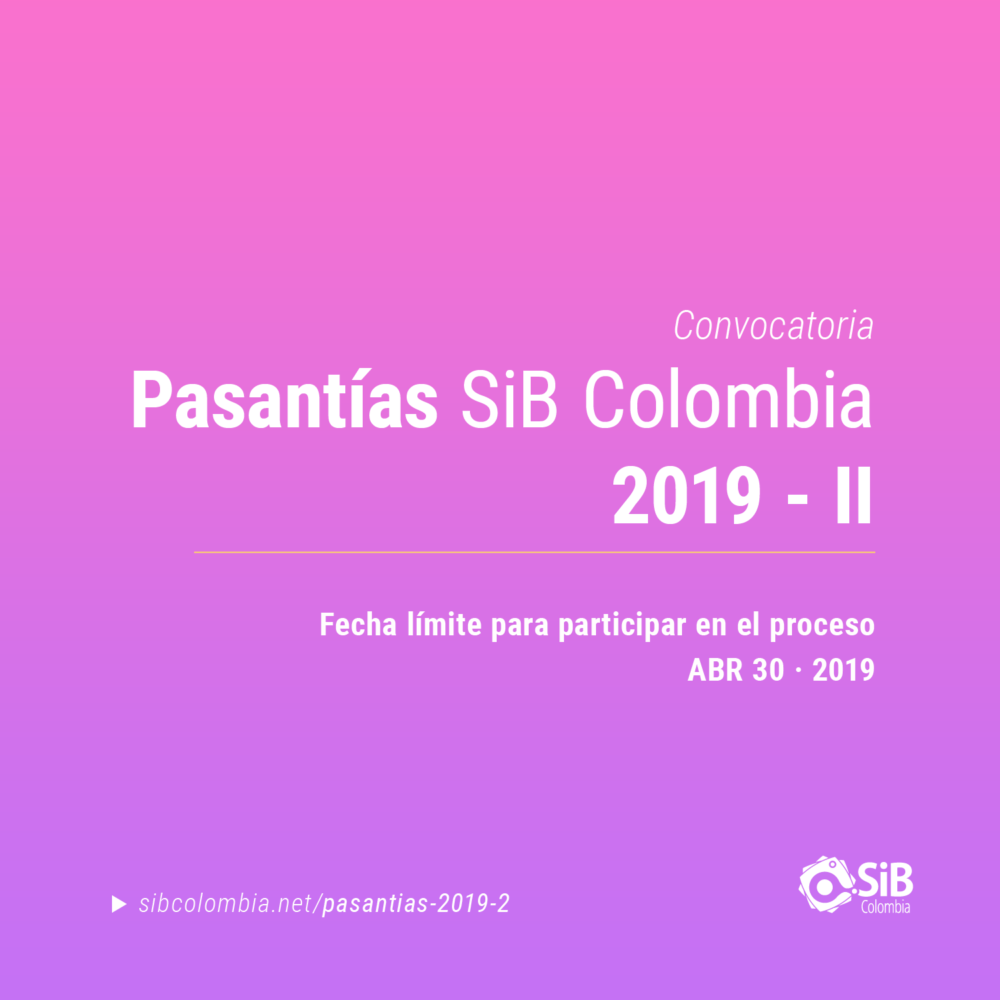 Convocatoria
Pasantías SiB Colombia
2019 - II
Fecha límite para participar en el proceso
ABR 30 · 2019
sibcolombia.net/pasantias-2019-2
SiB
Colombia